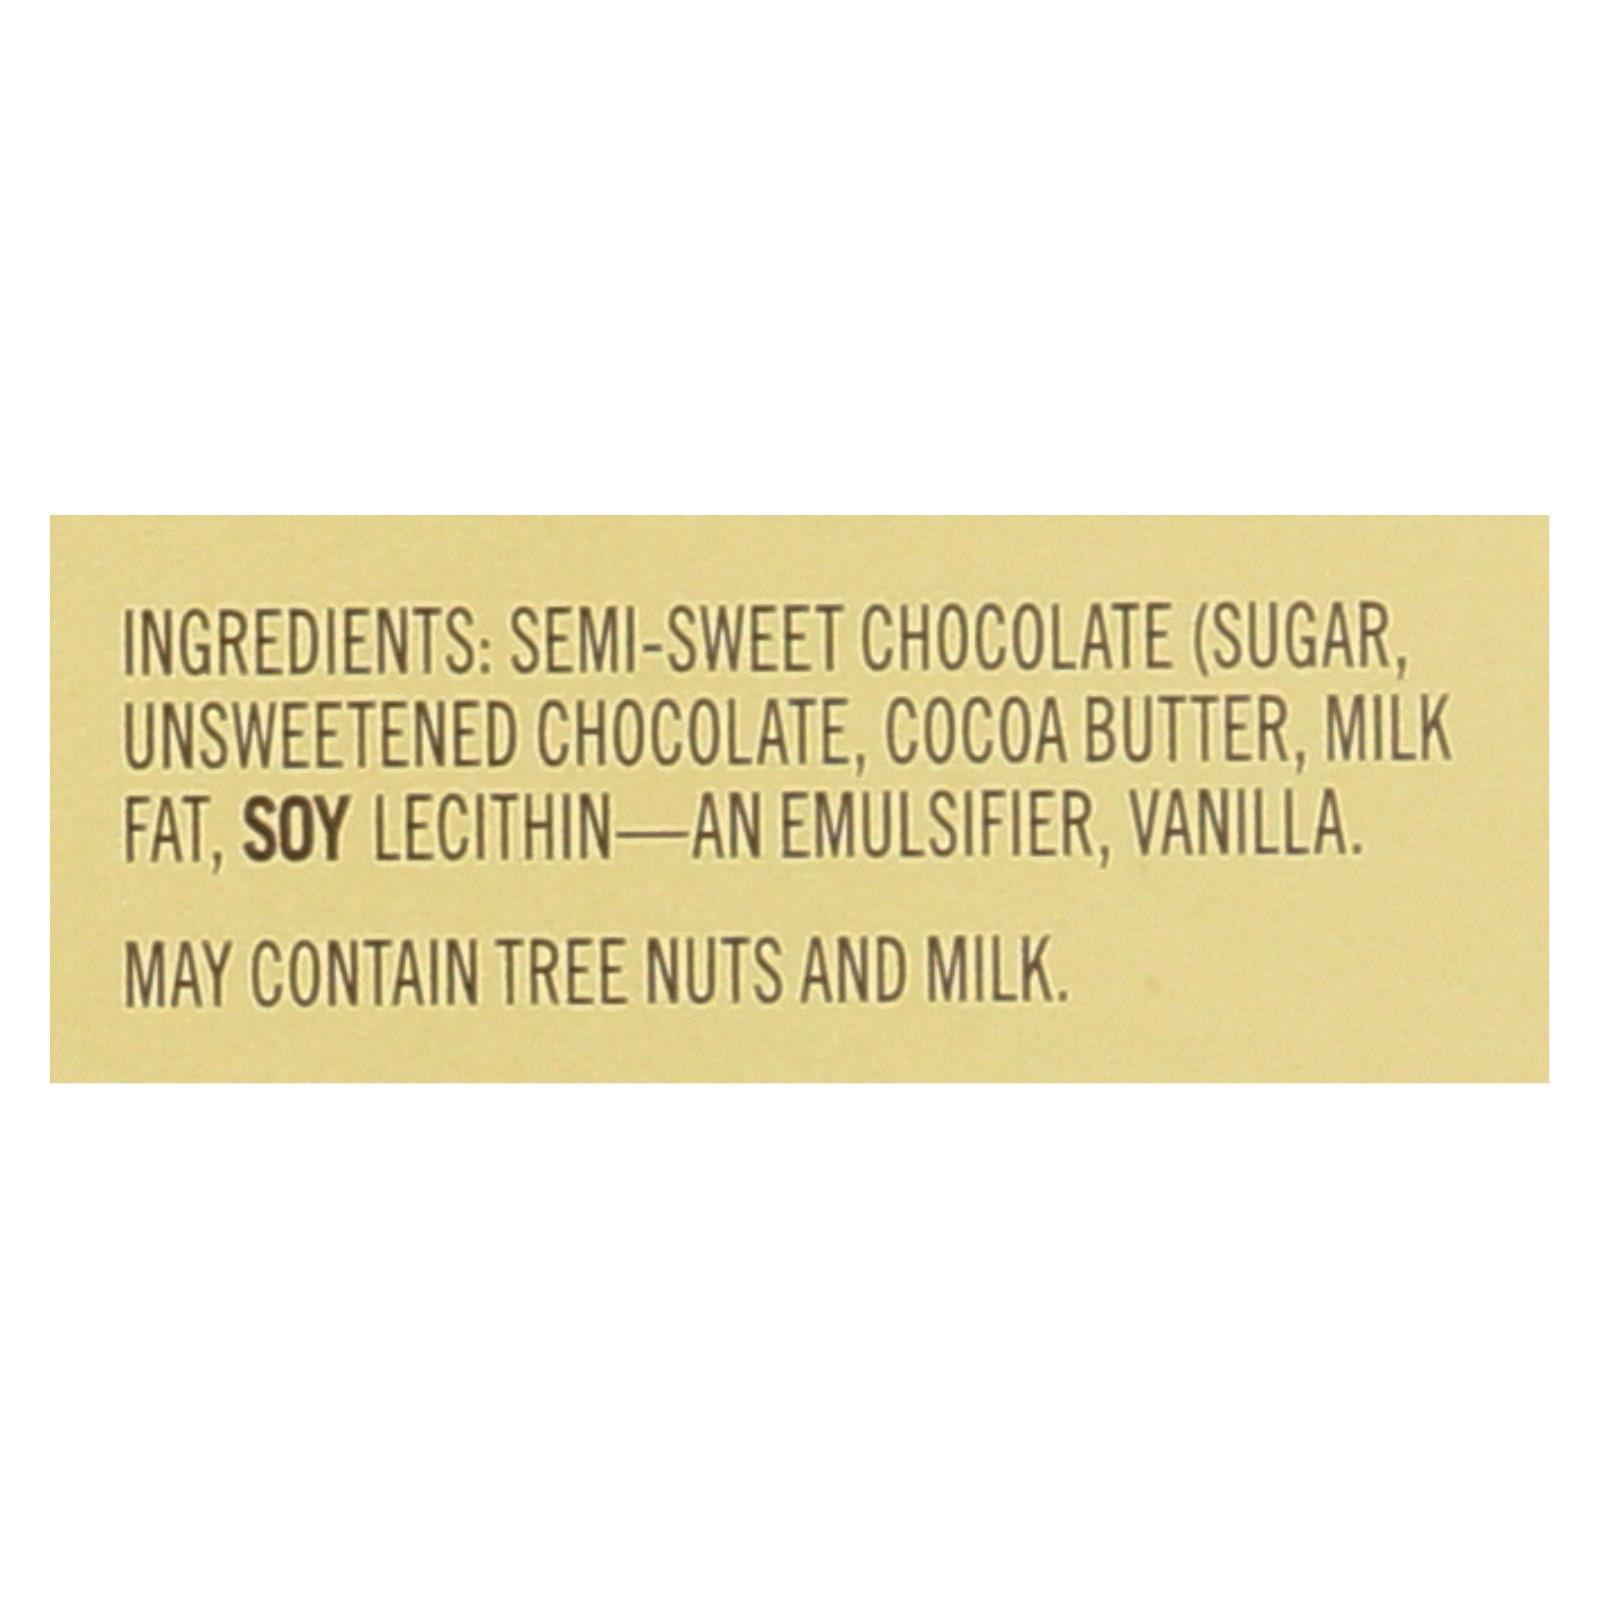 INGREDIENTS: SEMI-SWEET CHOCOLATE (SUGAR,
UNSWEETENED CHOCOLATE, COCOA BUTTER, MILK
FAT, SOY LECITHIN—AN EMULSIFIER, VANILLA.
MAY CONTAIN TREE NUTS AND MILK.